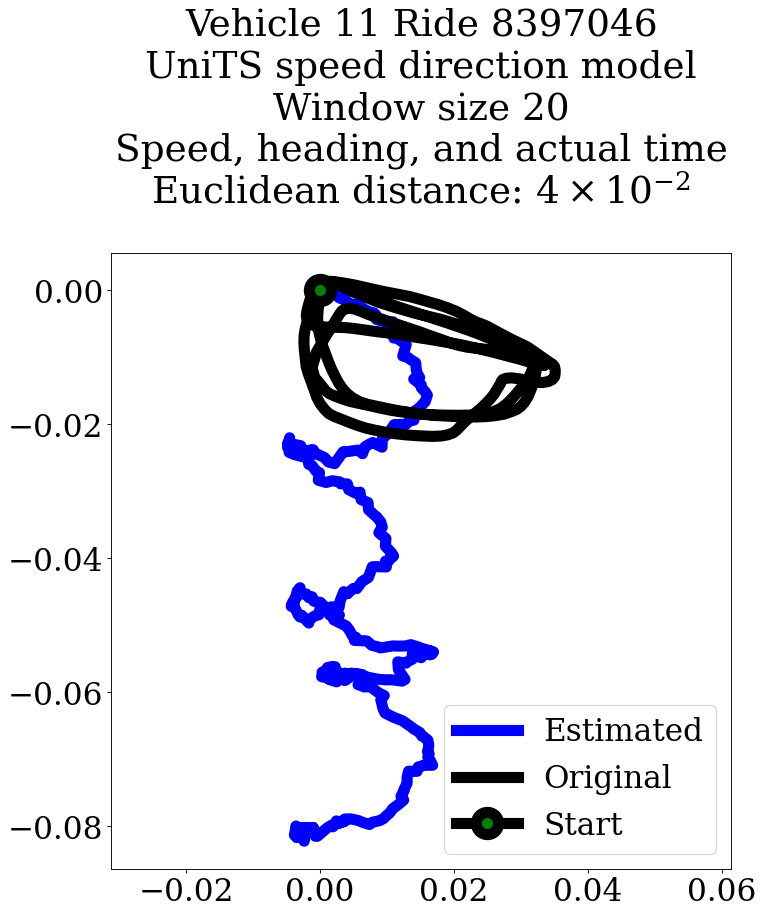 Vehicle 11 Ride 8397046
UniTS speed direction model
Window size 20
Speed, heading, and actual time
Euclidean distance: 4 × 10⁻²
0.00
−0.02
−0.04
−0.06
−0.08
Estimated
Original
Start
−0.02 0.00 0.02 0.04 0.06